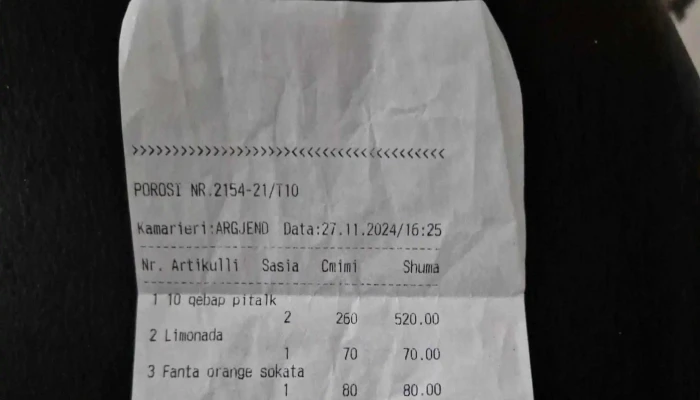 >>>>>>>>>>>>>>>>>>>>><<<<<<<<<<<<<<<<<<<<
POROSI NR.2154-21/T10
Kamarieri:ARGJEND Data:27.11.2024/16:25
Nr. Artikulli Sasia Cmimi Shuma
1 10 qebap pitalk
2 260 520.00
2 Limonada
1 70 70.00
3 Fanta orange sokata
1 80 80.00